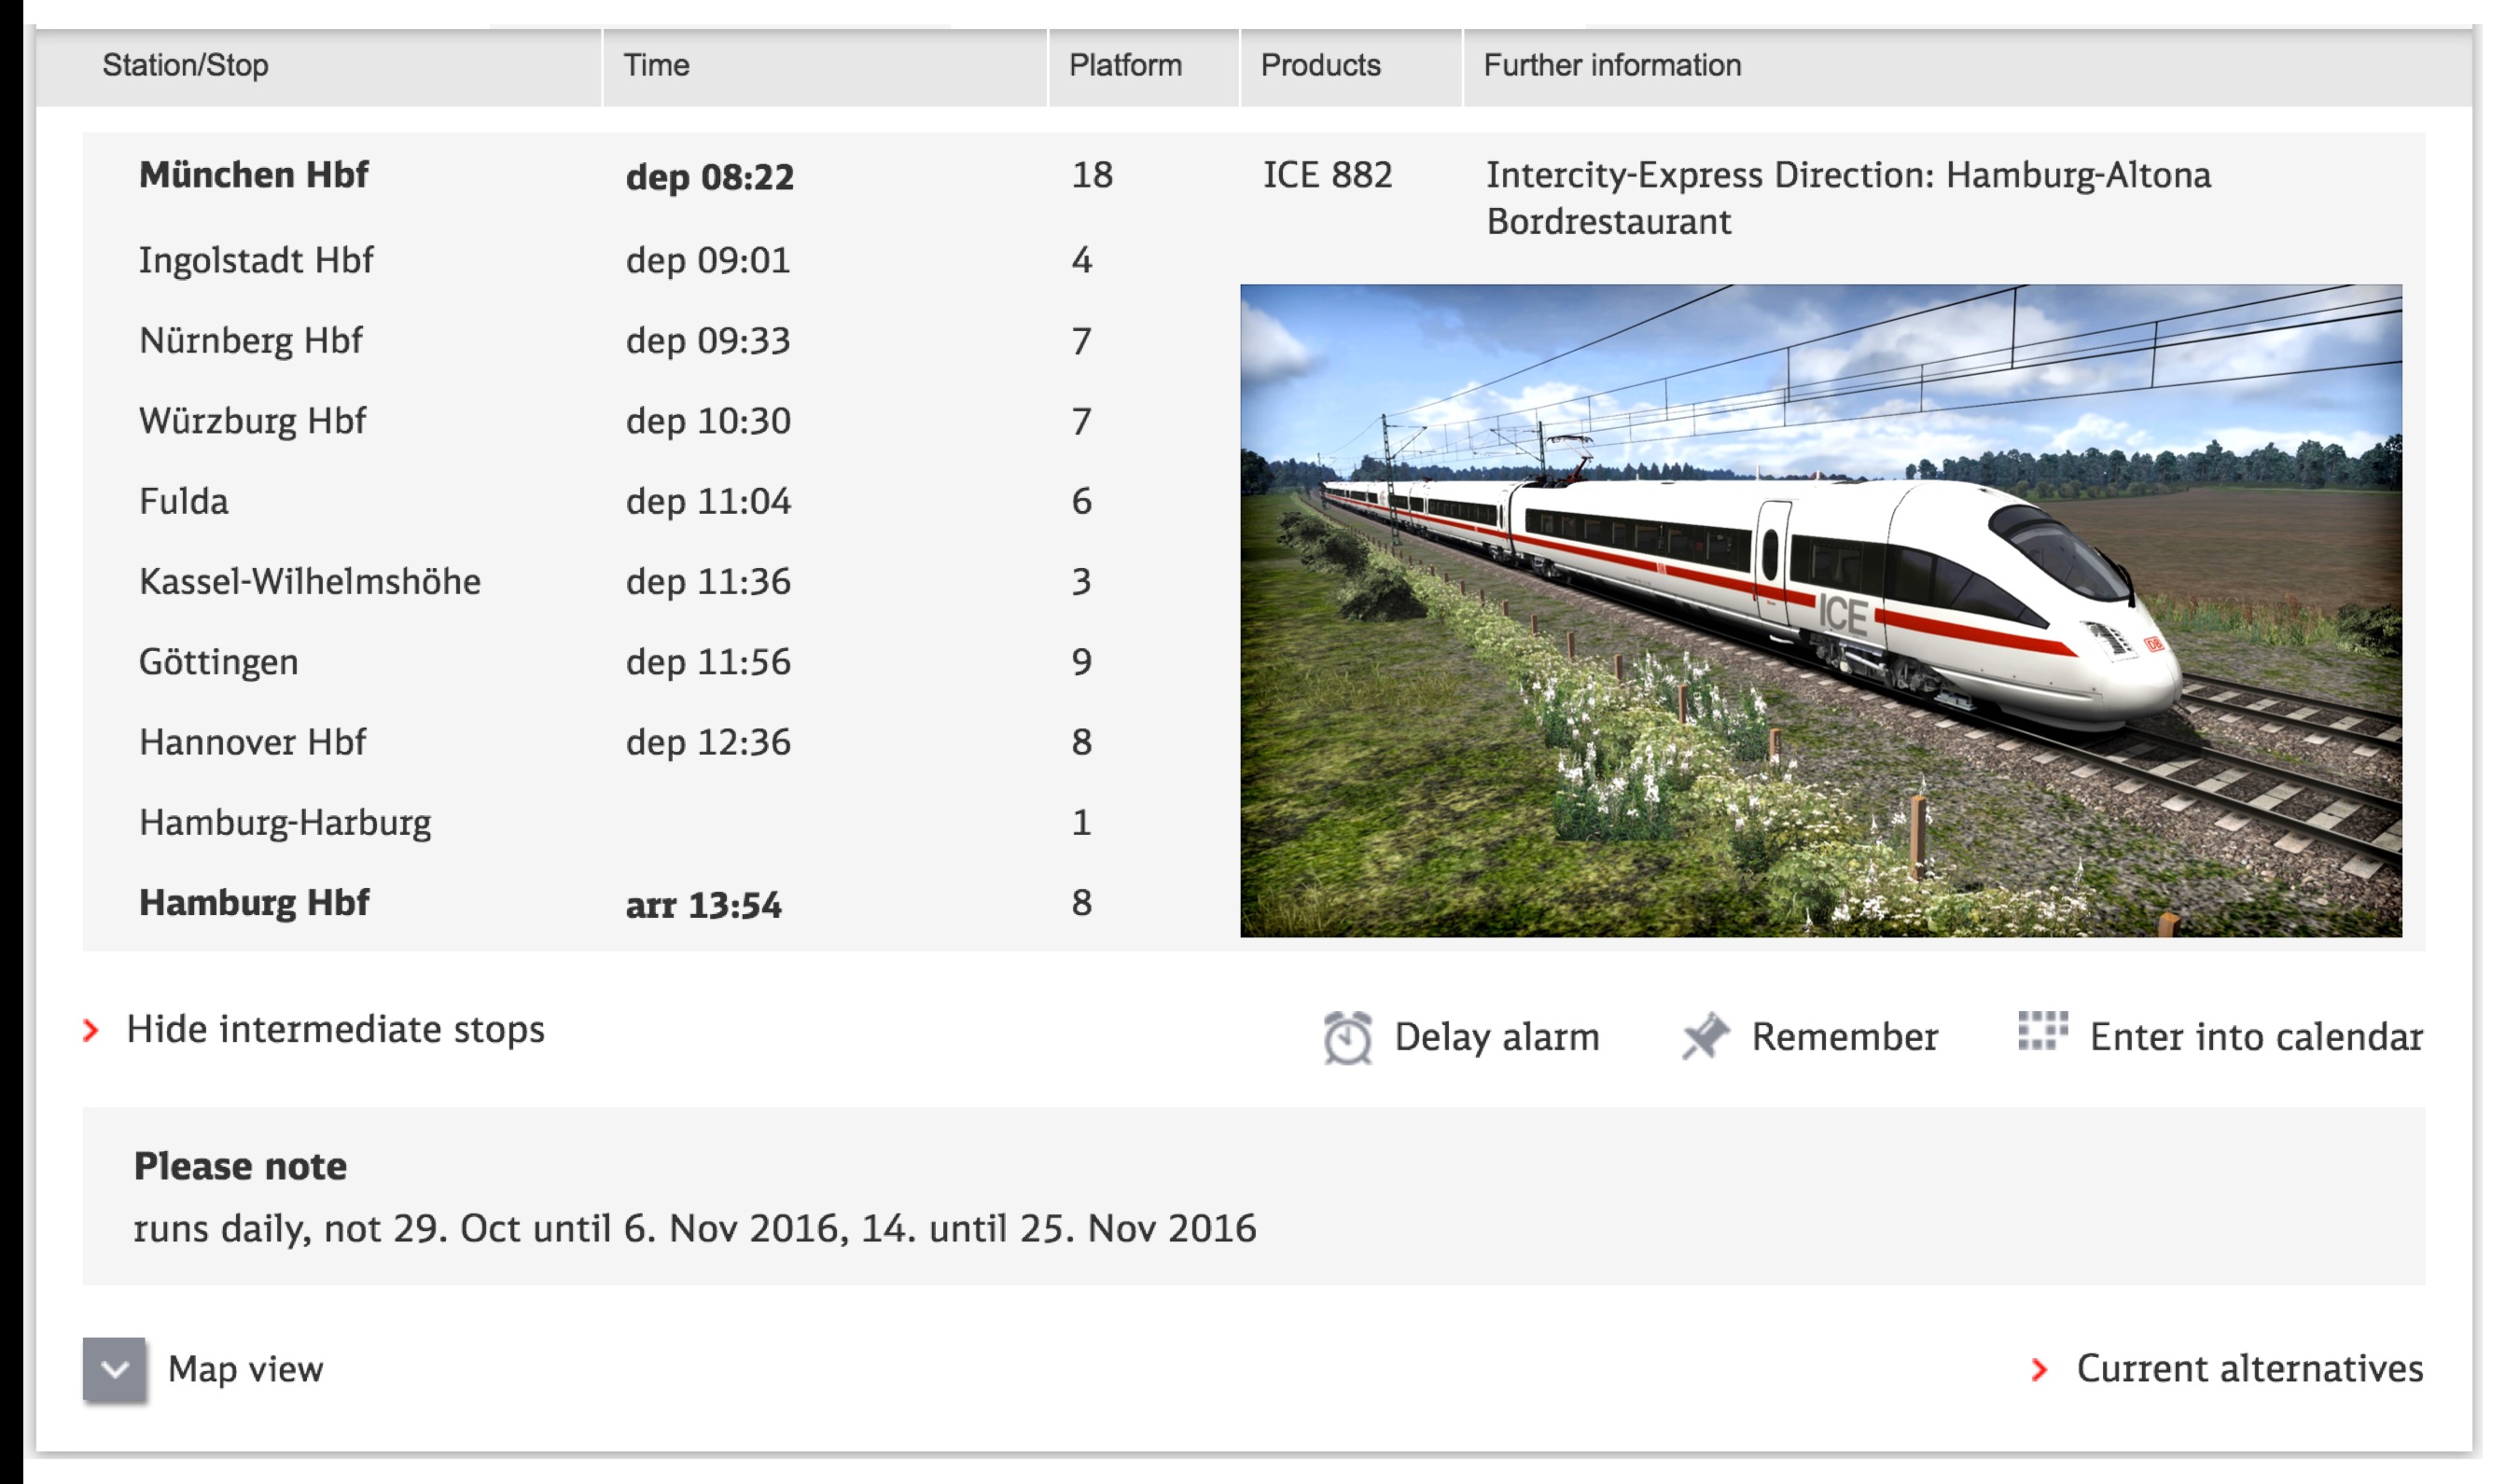 Station/Stop Time Platform Products Further information
München Hbf dep 08:22 18 ICE 882 Intercity-Express Direction: Hamburg-Altona
Bordrestaurant
Ingolstadt Hbf dep 09:01 4
Nürnberg Hbf dep 09:33 7
Würzburg Hbf dep 10:30 7
Fulda dep 11:04 6
Kassel-Wilhelmshöhe dep 11:36 3
Göttingen dep 11:56 9
Hannover Hbf dep 12:36 8
Hamburg-Harburg 1
Hamburg Hbf arr 13:54 8
ICE
DB
Hide intermediate stops Delay alarm Remember Enter into calendar
Please note
runs daily, not 29. Oct until 6. Nov 2016, 14. until 25. Nov 2016
Map view Current alternatives